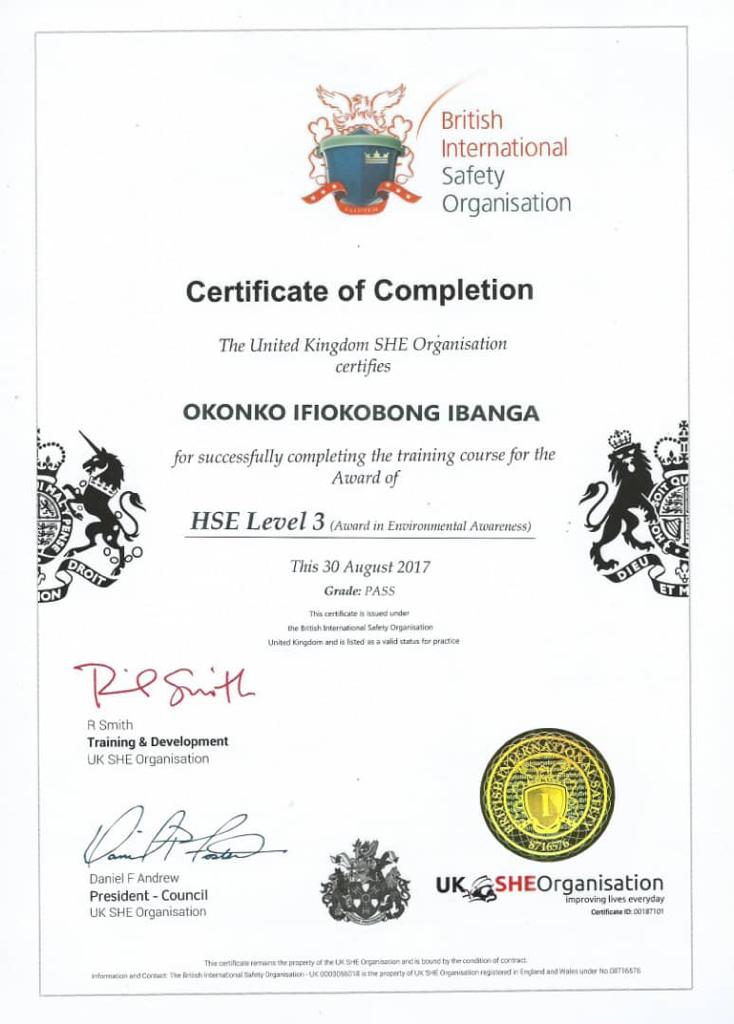 British
International
Safety
Organisation
Certificate of Completion
The United Kingdom SHE Organisation
certifies
OKONKO IFIOKOBONG IBANGA
for successfully completing the training course for the
Award of
HSE Level 3 (Award in Environmental Awareness)
This 30 August 2017
Grade: PASS
This certificate is issued under
the British International Safety Organisation
United Kingdom and is listed as a valid status for practice
DROIT
DIEU
ET M
R Smith
R Smith
Training & Development
UK SHE Organisation
Daniel F Andrew
President - Council
UK SHE Organisation
BRITISH INTERNATIONAL SAFETY
8716576
UK SHEOrganisation
improving lives everyday
Certificate ID: 00187101
This certificate remains the property of the UK SHE Organisation and is bound by the condition of contract.
Information and Contact: The British International Safety Organisation - UK 0003056018 is the property of UK SHE Organisation registered in England and Wales under No.08716576